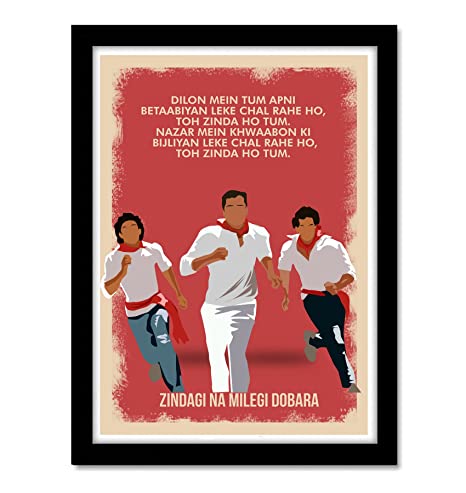 DILON MEIN TUM APNI
BETAABIYAN LEKE CHAL RAHE HO,
TOH ZINDA HO TUM.
NAZAR MEIN KHWAABON KI
BIJLIYAN LEKE CHAL RAHE HO,
TOH ZINDA HO TUM.
ZINDAGI NA MILEGI DOBARA